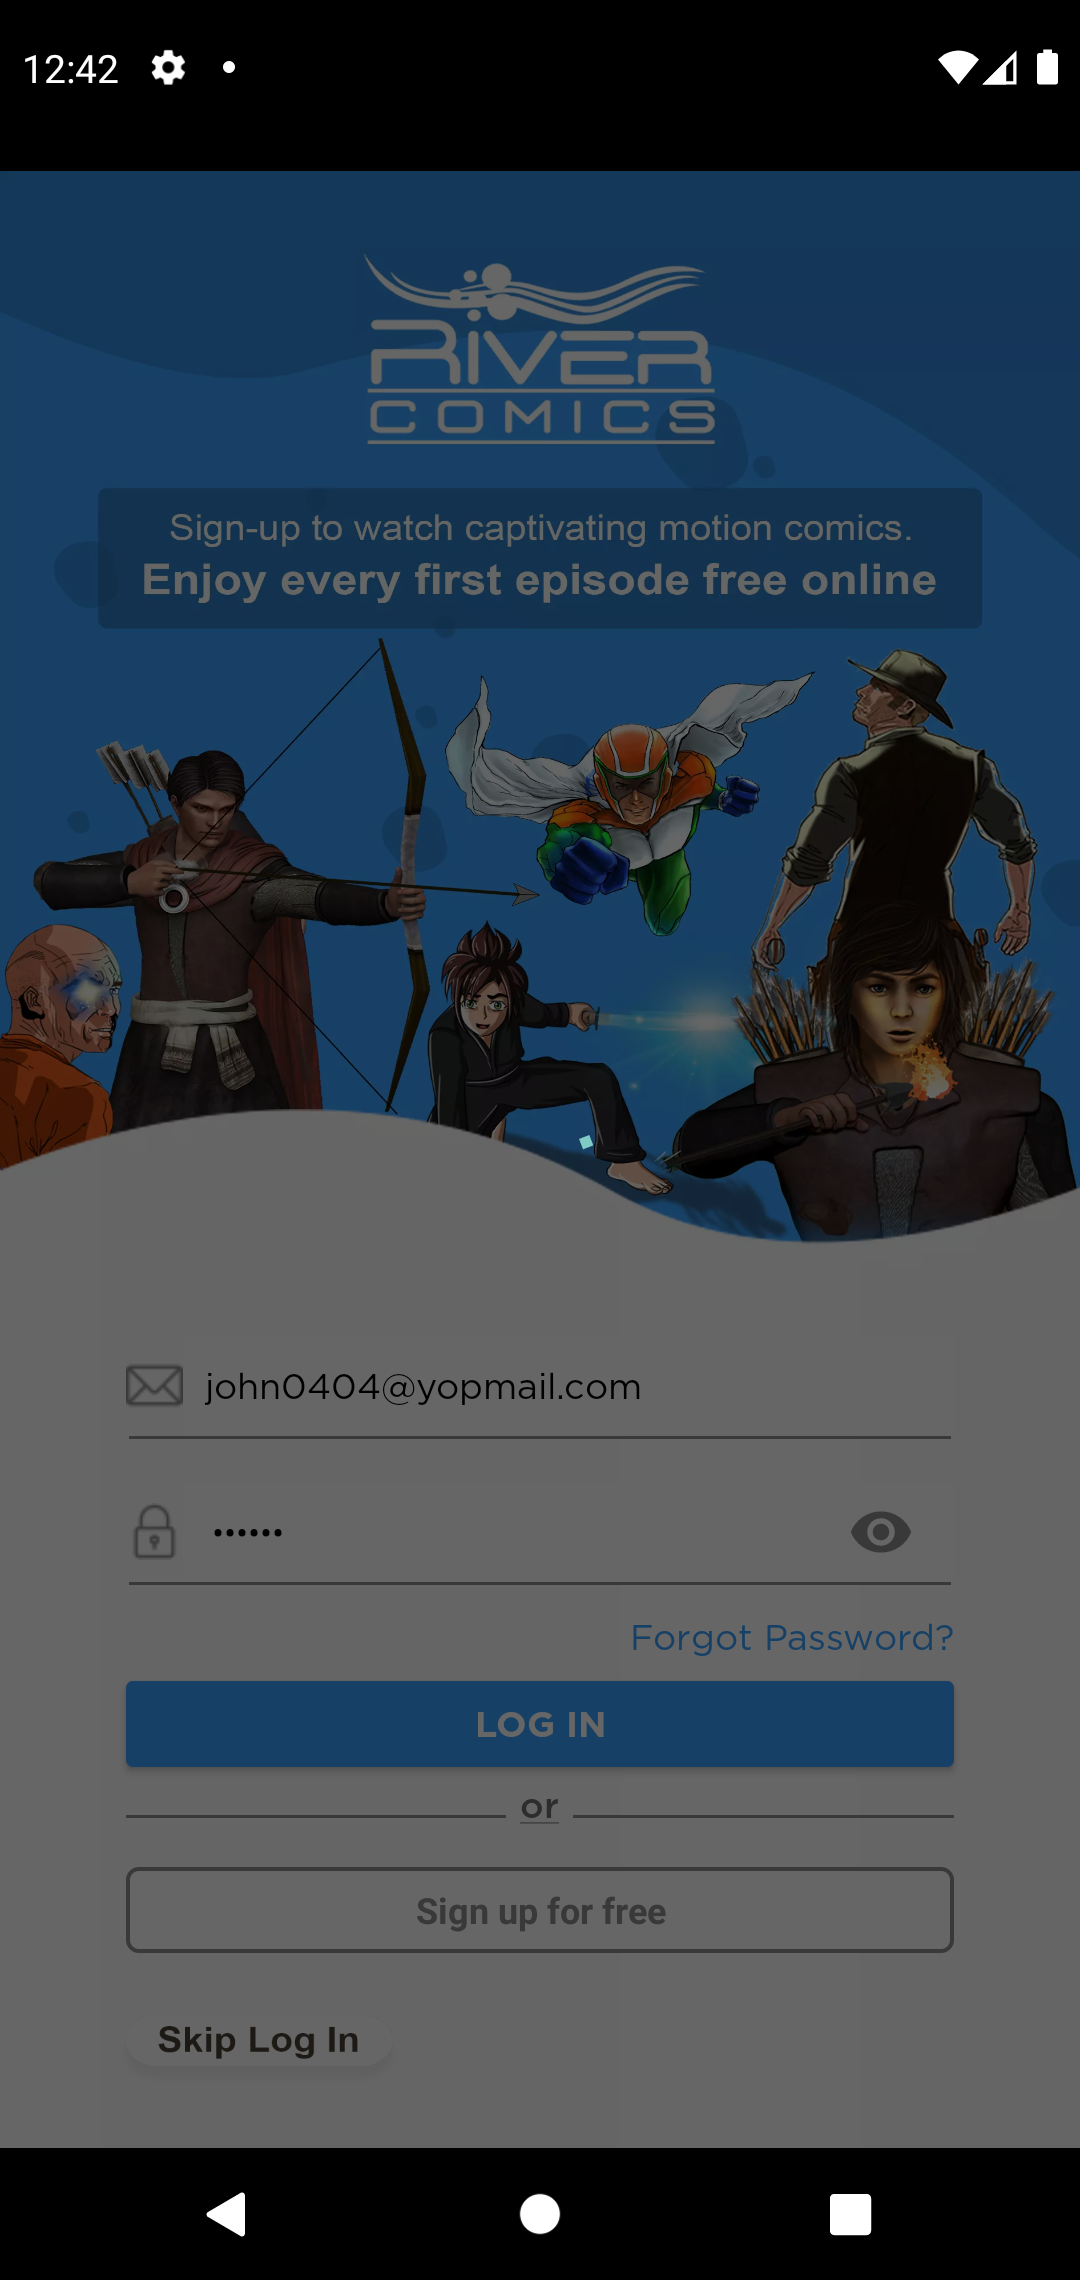 12:42
RIVER
COMICS
Sign-up to watch captivating motion comics.
Enjoy every first episode free online
john0404@yopmail.com
••••••
Forgot Password?
LOG IN
or
Sign up for free
Skip Log In